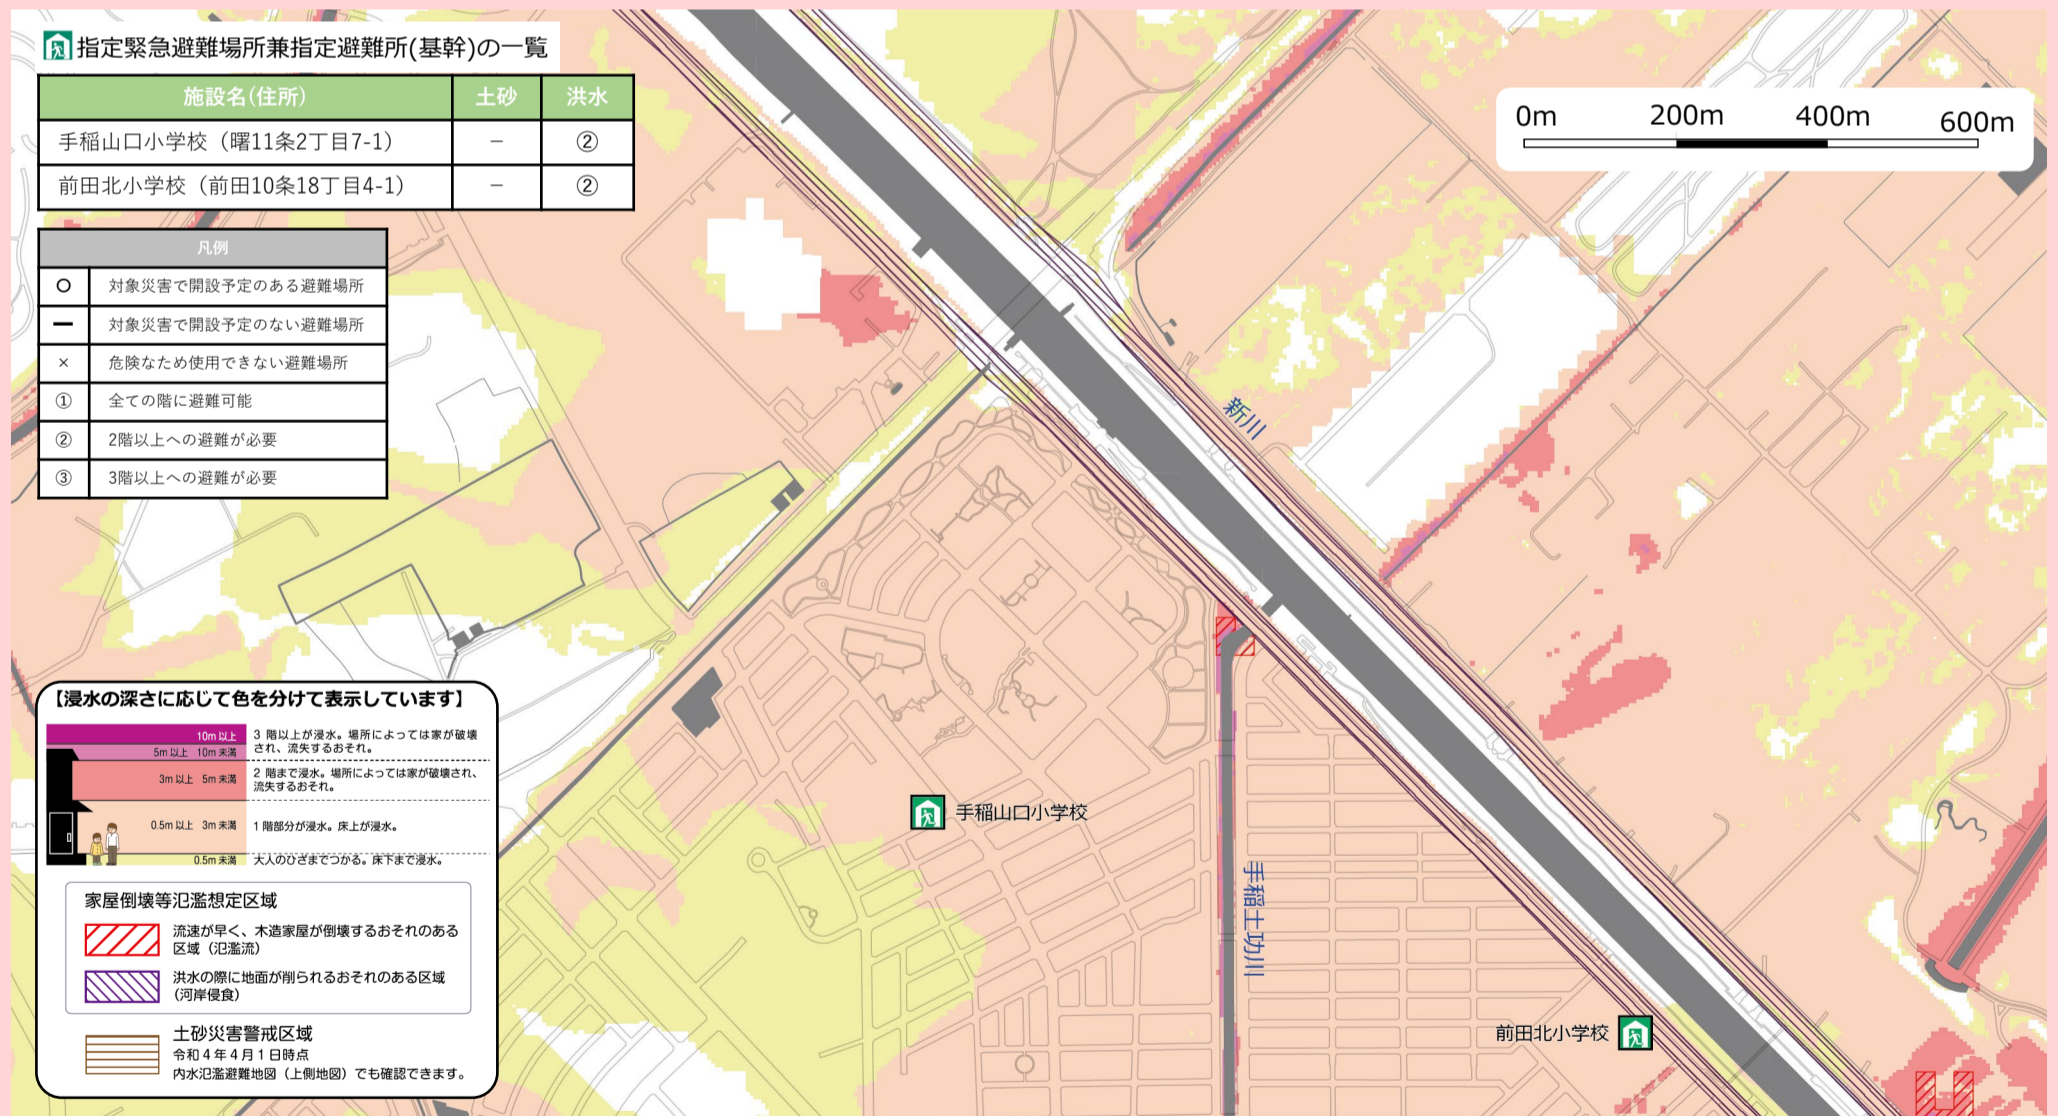 指定緊急避難場所兼指定避難所(基幹)の一覧
施設名(住所) 土砂 洪水
手稲山口小学校（曙11条2丁目7-1） － ②
前田北小学校（前田10条18丁目4-1） － ②
凡例
○ 対象災害で開設予定のある避難場所
ー 対象災害で開設予定のない避難場所
× 危険なため使用できない避難場所
① 全ての階に避難可能
② 2階以上への避難が必要
③ 3階以上への避難が必要
0m 200m 400m 600m
新川
手稲山口小学校
手稲土功川
前田北小学校
【浸水の深さに応じて色を分けて表示しています】
10m 以上
5m 以上 10m 未満
3 階以上が浸水。場所によっては家が破壊
され、流失するおそれ。
3m 以上 5m 未満
2 階まで浸水。場所によっては家が破壊され、
流失するおそれ。
0.5m 以上 3m 未満
1 階部分が浸水。床上が浸水。
0.5m 未満
大人のひざまでつかる。床下まで浸水。
家屋倒壊等氾濫想定区域
流速が早く、木造家屋が倒壊するおそれのある
区域（氾濫流）
洪水の際に地面が削られるおそれのある区域
（河岸侵食）
土砂災害警戒区域
令和４年４月１日時点
内水氾濫避難地図（上側地図）でも確認できます。